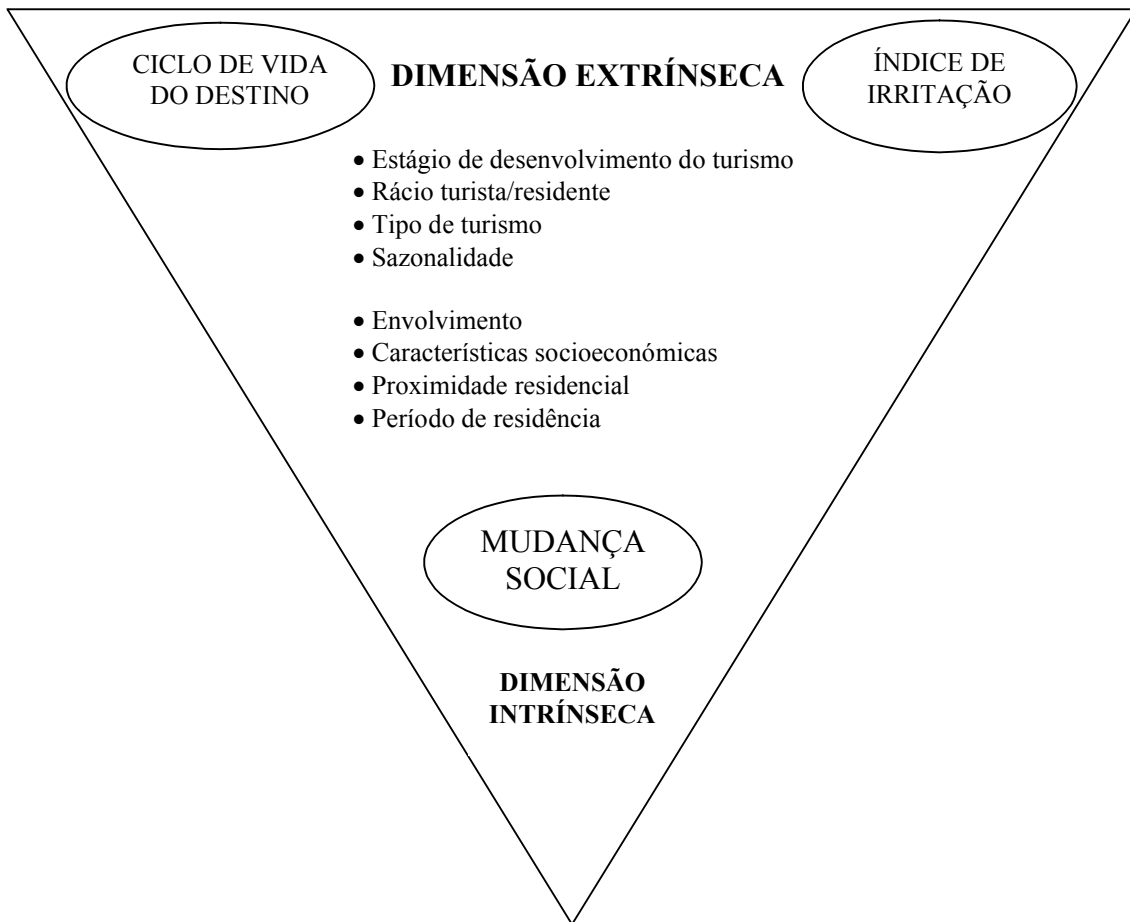 CICLO DE VIDA
DO DESTINO
DIMENSÃO EXTRÍNSECA
ÍNDICE DE
IRRITAÇÃO
• Estágio de desenvolvimento do turismo
• Rácio turista/residente
• Tipo de turismo
• Sazonalidade
• Envolvimento
• Características socioeconómicas
• Proximidade residencial
• Período de residência
MUDANÇA
SOCIAL
DIMENSÃO
INTRÍNSECA